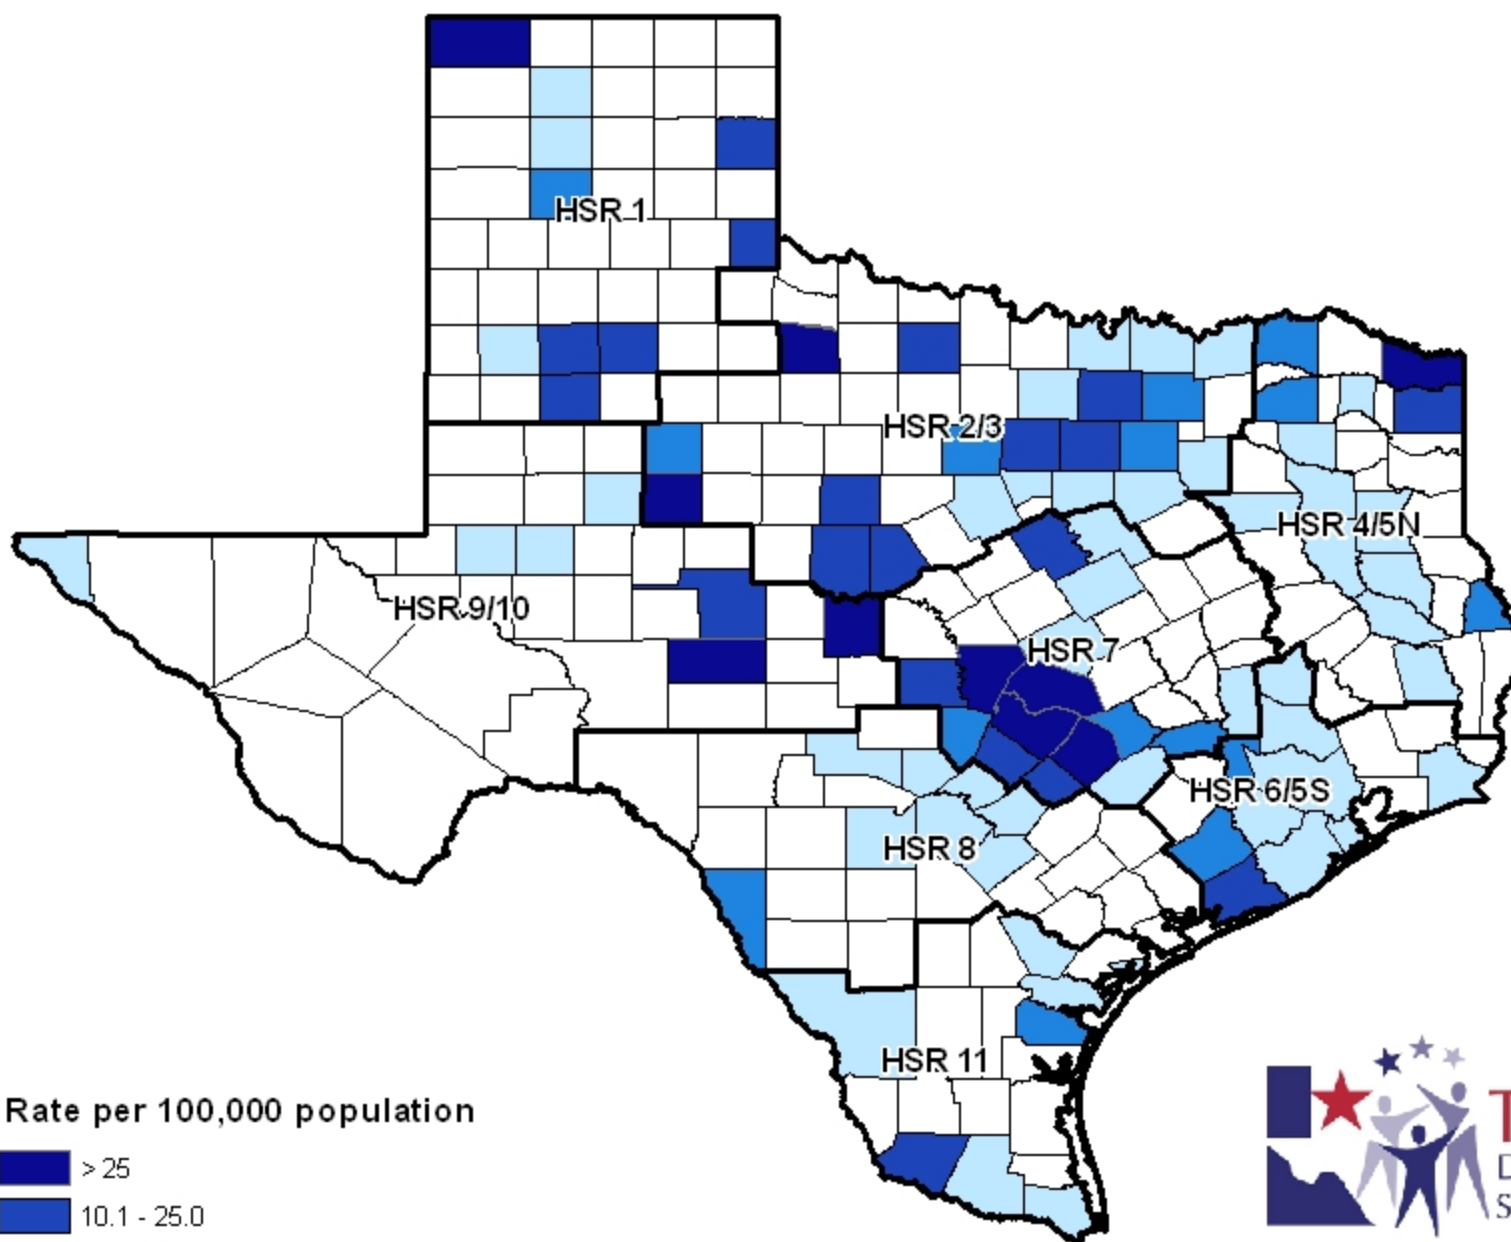 HSR 1
HSR 2/3
HSR 4/5N
HSR 9/10
HSR 7
HSR 6/5S
HSR 8
HSR 11
Rate per 100,000 population
> 25
10.1 - 25.0